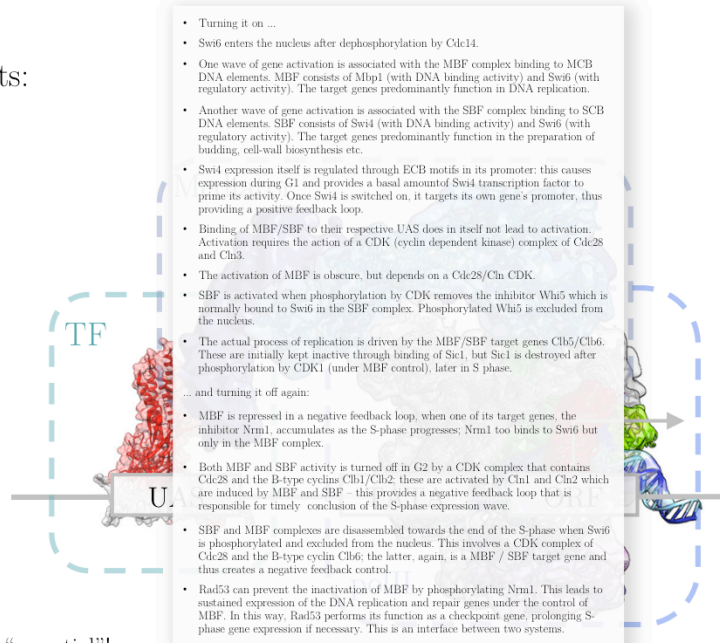 ts:
• Turning it on ...
• Swi6 enters the nucleus after dephosphorylation by Cdc14.
• One wave of gene activation is associated with the MBF complex binding to MCB
DNA elements. MBF consists of Mbp1 (with DNA binding activity) and Swi6 (with
regulatory activity). The target genes predominantly function in DNA replication.
• Another wave of gene activation is associated with the SBF complex binding to SCB
DNA elements. SBF consists of Swi4 (with DNA binding activity) and Swi6 (with
regulatory activity). The target genes predominantly function in the preparation of
budding, cell-wall biosynthesis etc.
• Swi4 expression itself is regulated through ECB motifs in its promoter: this causes
expression during G1 and provides a basal amountof Swi4 transcription factor to
prime its activity. Once Swi4 is switched on, it targets its own gene's promoter, thus
providing a positive feedback loop.
• Binding of MBF/SBF to their respective UAS does in itself not lead to activation.
Activation requires the action of a CDK (cyclin dependent kinase) complex of Cdc28
and Cln3.
• The activation of MBF is obscure, but depends on a Cdc28/Cln CDK.
• SBF is activated when phosphorylation by CDK removes the inhibitor Whi5 which is
normally bound to Swi6 in the SBF complex. Phosphorylated Whi5 is excluded from
the nucleus.
• The actual process of replication is driven by the MBF/SBF target genes Clb5/Clb6.
These are initially kept inactive through binding of Sic1, but Sic1 is destroyed after
phosphorylation by CDK1 (under MBF control), later in S phase.
... and turning it off again:
• MBF is repressed in a negative feedback loop, when one of its target genes, the
inhibitor Nrm1, accumulates as the S-phase progresses; Nrm1 too binds to Swi6 but
only in the MBF complex.
• Both MBF and SBF activity is turned off in G2 by a CDK complex that contains
Cdc28 and the B-type cyclins Clb1/Clb2; these are activated by Cln1 and Cln2 which
are induced by MBF and SBF – this provides a negative feedback loop that is
responsible for timely conclusion of the S-phase expression wave.
• SBF and MBF complexes are disassembled towards the end of the S-phase when Swi6
is phosphorylated and excluded from the nucleus. This involves a CDK complex of
Cdc28 and the B-type cyclin Clb6; the latter, again, is a MBF / SBF target gene and
thus creates a negative feedback control.
• Rad53 can prevent the inactivation of MBF by phosphorylating Nrm1. This leads to
sustained expression of the DNA replication and repair genes under the control of
MBF. In this way, Rad53 performs its function as a checkpoint gene, prolonging S-
phase gene expression if necessary. This is an interface between two systems.
TF
UAS
ORF